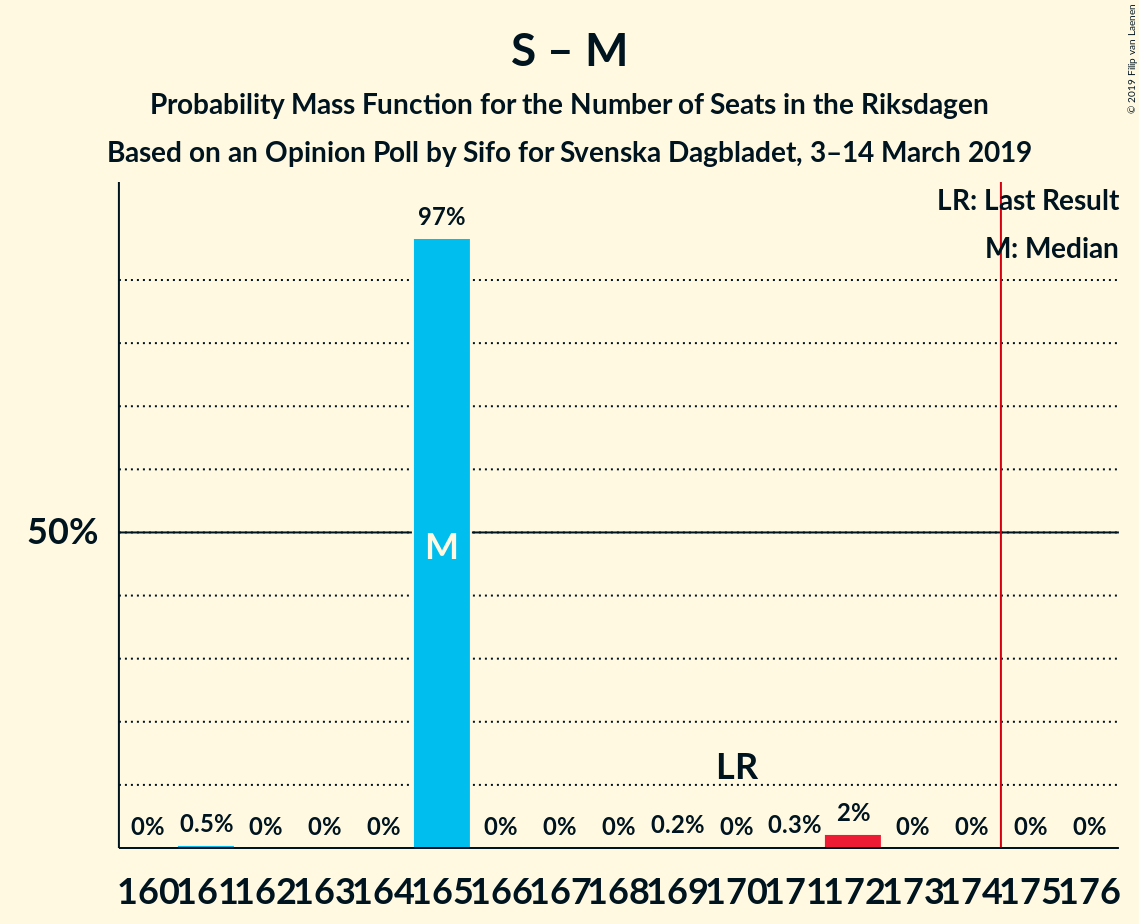 S – M
Probability Mass Function for the Number of Seats in the Riksdagen
Based on an Opinion Poll by Sifo for Svenska Dagbladet, 3–14 March 2019
© 2019 Filip van Laenen
LR: Last Result
M: Median
97%
50%
M
LR
0% 0.5% 0% 0% 0% 0% 0% 0% 0.2% 0% 0.3% 2% 0% 0% 0% 0%
160 161 162 163 164 165 166 167 168 169 170 171 172 173 174 175 176